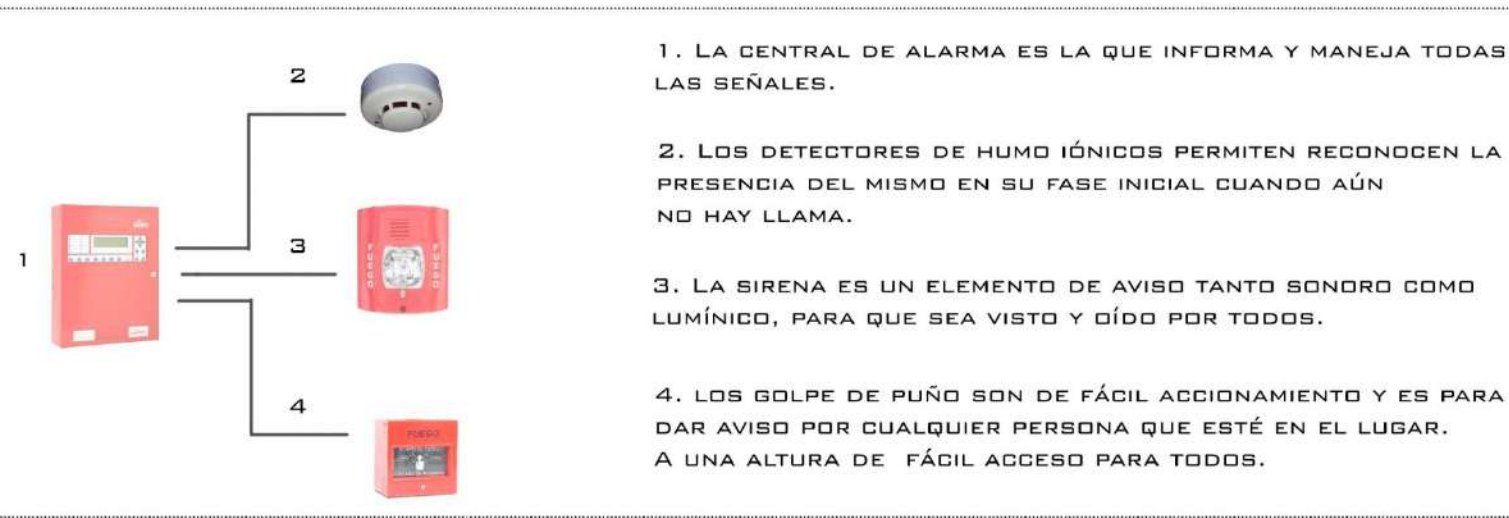 1. La central de alarma es la que informa y maneja todas
las señales.
2. Los detectores de humo iónicos permiten reconocen la
presencia del mismo en su fase inicial cuando aún
no hay llama.
3. La sirena es un elemento de aviso tanto sonoro como
lumínico, para que sea visto y oído por todos.
4. los golpe de puño son de fácil accionamiento y es para
dar aviso por cualquier persona que esté en el lugar.
A una altura de fácil acceso para todos.
1
2
3
4
FUEGO
FUEGO
FUEGO